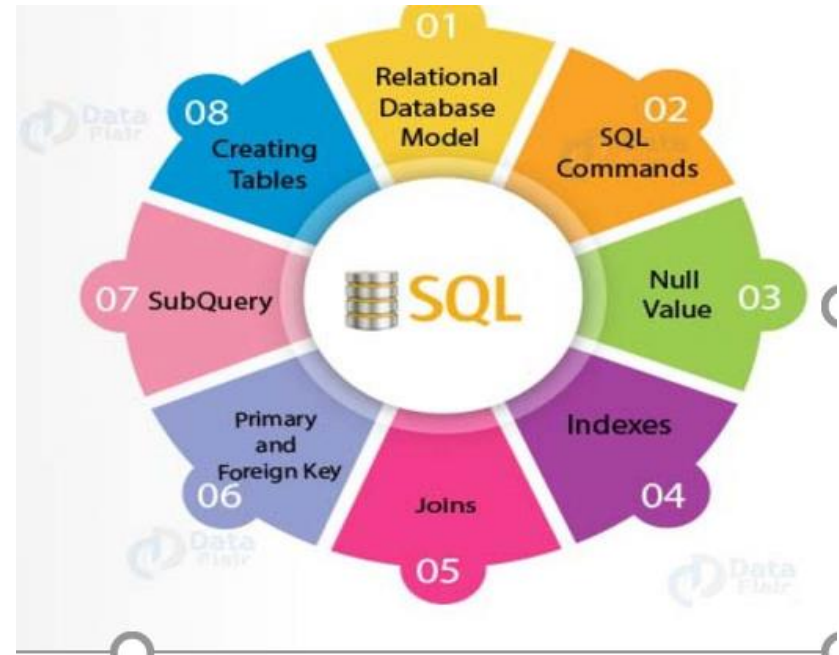 01
Relational
Database
Model
02
SQL
Commands
Null
Value
03
Indexes
04
Joins
05
Primary
and
Foreign Key
06
07 SubQuery
08
Creating
Tables
SQL
Data
Flair
Data
Flair
Data
Flair